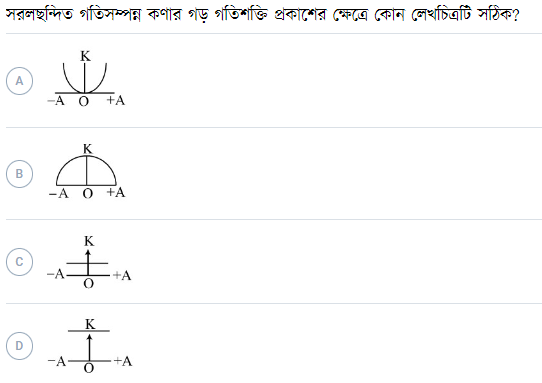 সরলছন্দিত গতিসম্পন্ন কণার গড় গতিশক্তি প্রকাশের ক্ষেত্রে কোন লেখচিত্রটি সঠিক?
K
A
−A O +A
K
B
−A O +A
K
C
−A +A
O
K
D
−A +A
O